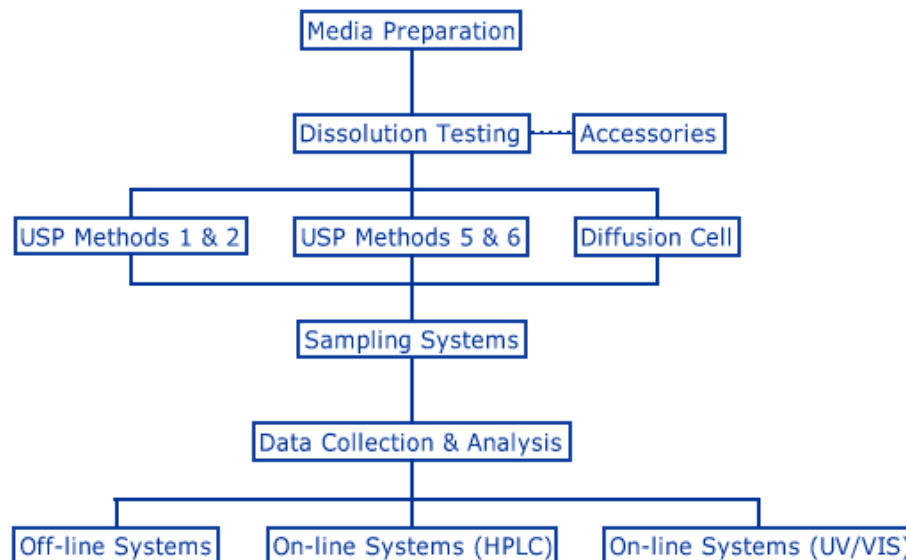 Media Preparation
Dissolution Testing
Accessories
USP Methods 1 & 2
USP Methods 5 & 6
Diffusion Cell
Sampling Systems
Data Collection & Analysis
Off-line Systems
On-line Systems (HPLC)
On-line Systems (UV/VIS)